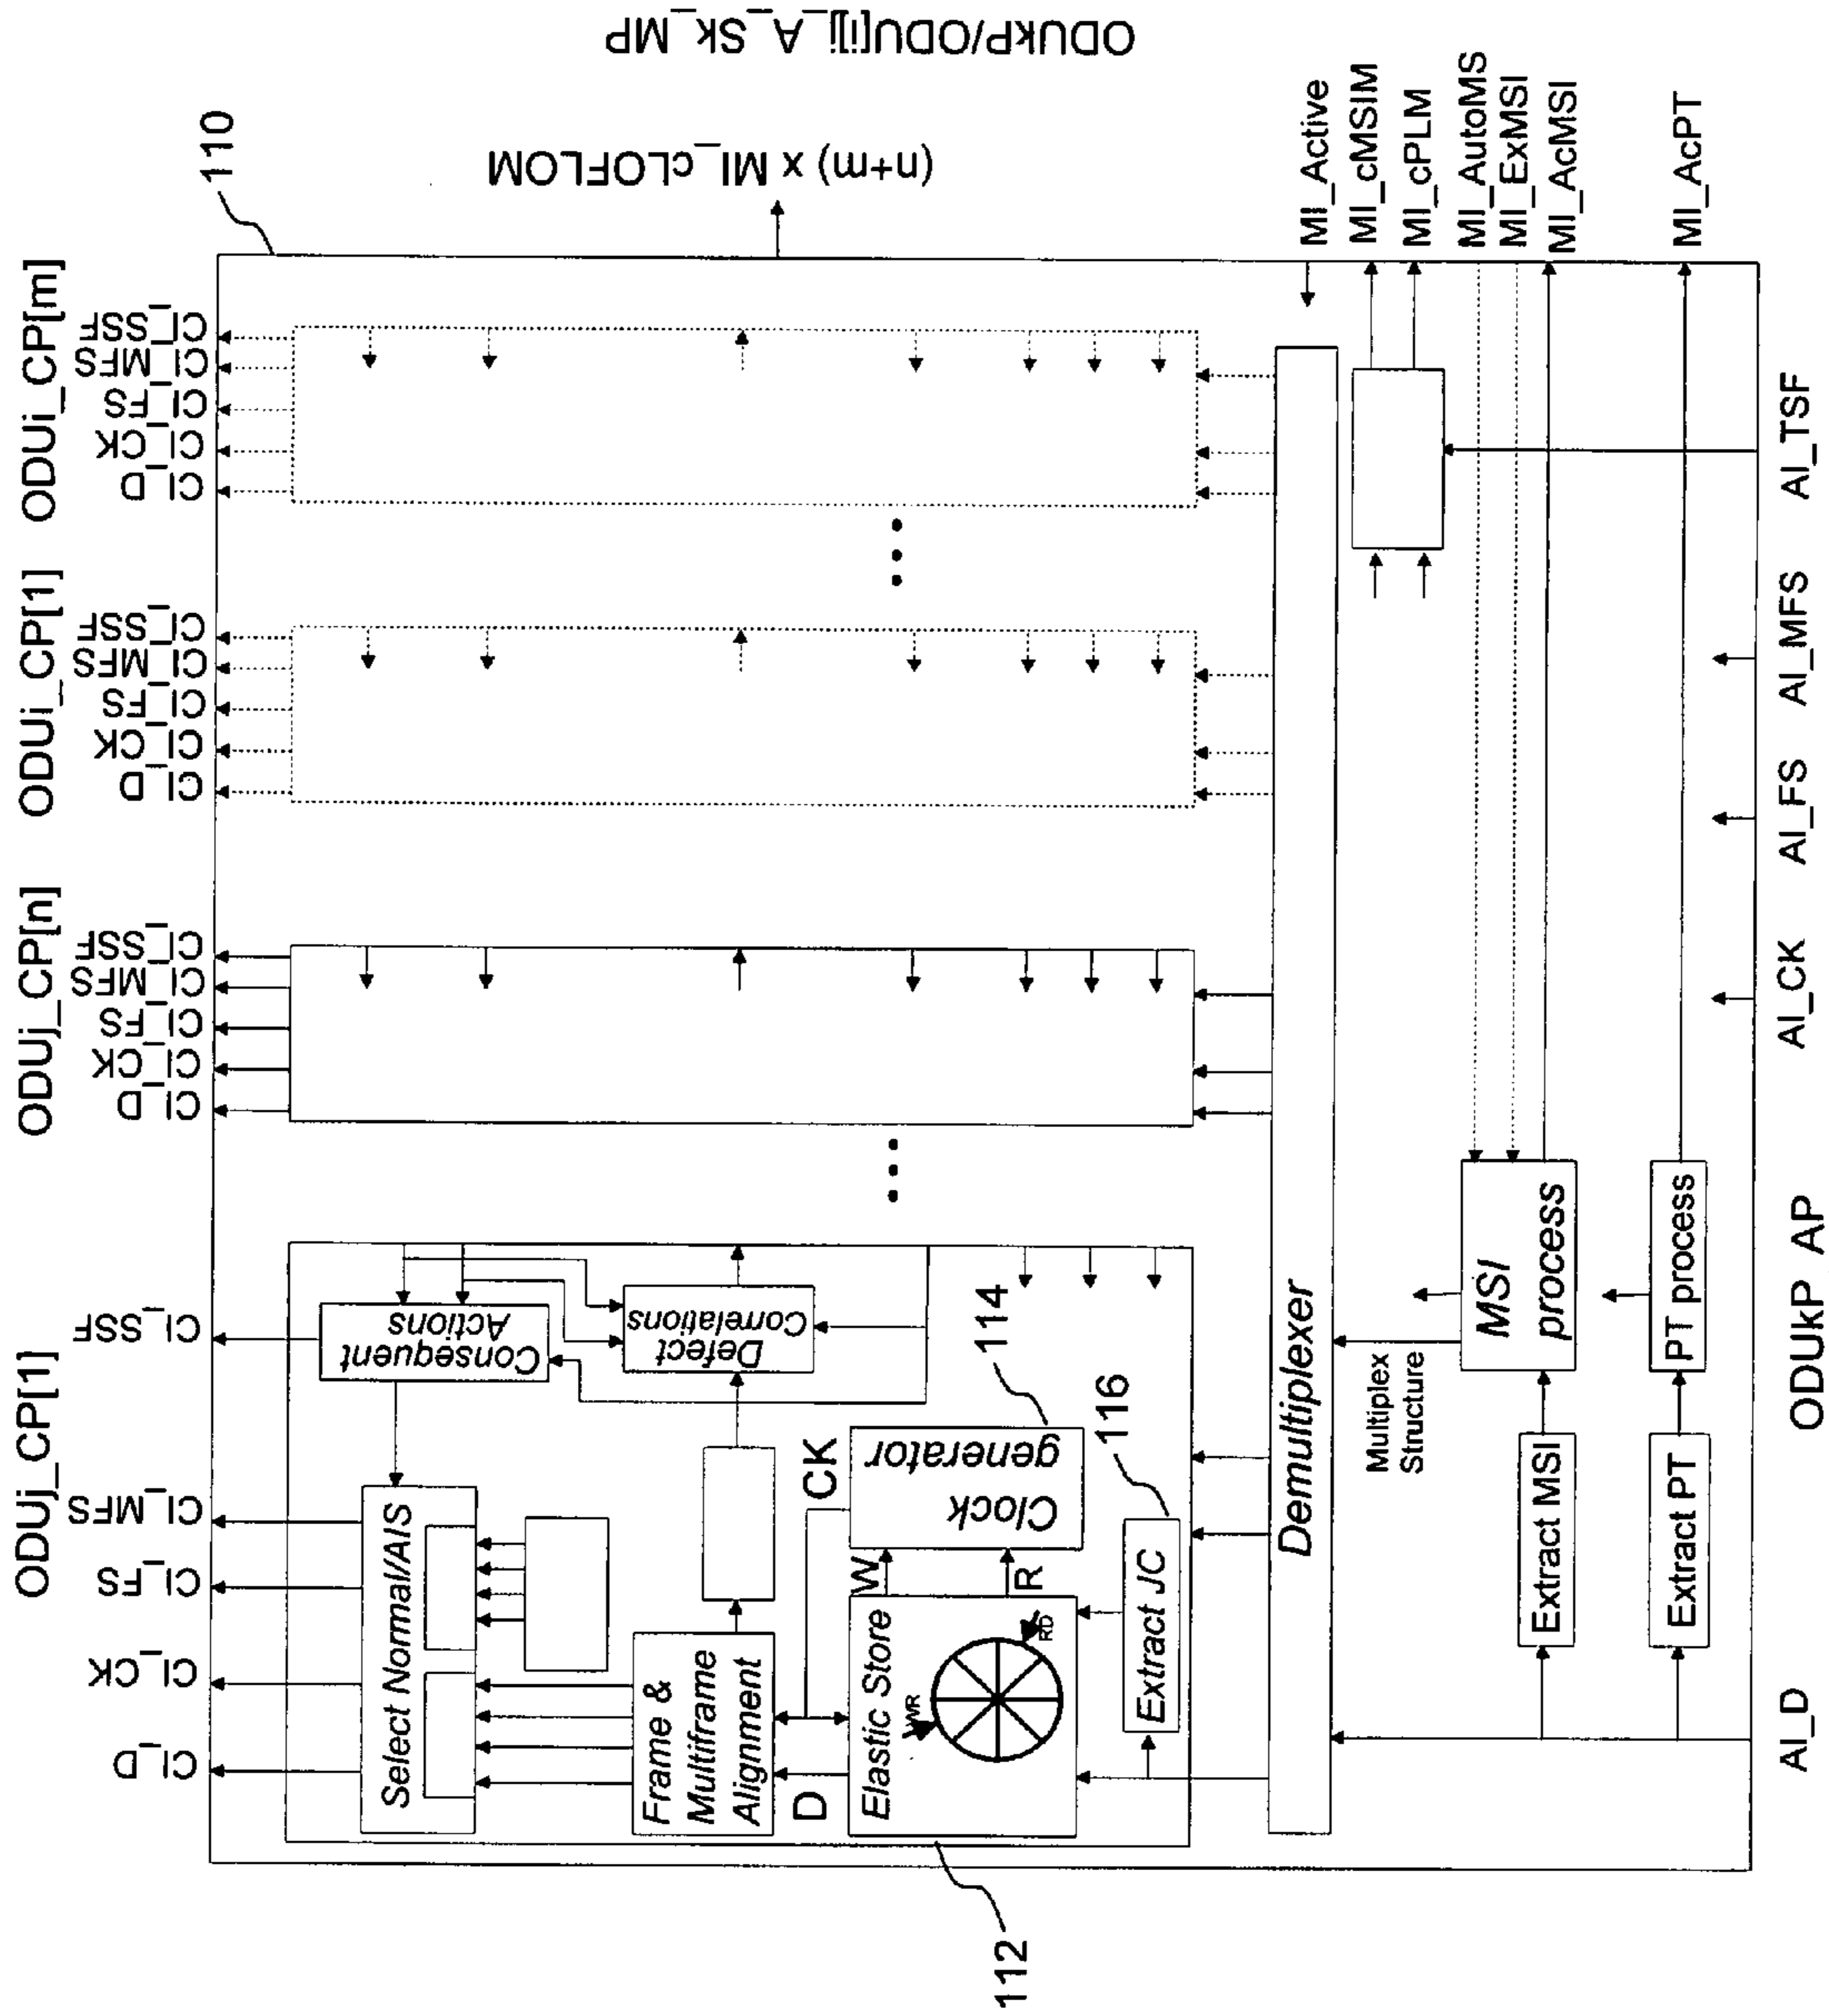 ODUkP/ODU[i]j_A_Sk_MP
110
(n+m) x MI_cLOFLOM
ODUj_CP[1]
ODUj_CP[n]
ODUi_CP[1]
ODUi_CP[m]
CI_D
CI_CK
CI_FS
CI_MFS
CI_SSF
CI_D
CI_CK
CI_FS
CI_MFS
CI_SSF
CI_D
CI_CK
CI_FS
CI_MFS
CI_SSF
CI_D
CI_CK
CI_FS
CI_MFS
CI_SSF
Select Normal/AIS
Consequent
Actions
Defect
Correlations
Frame &
Multiframe
Alignment
D
CK
Elastic Store
WR
RD
W
R
Clock
generator
114
Extract JC
116
112
...
...
Demultiplexer
Multiplex
Structure
Extract MSI
MSI
process
Extract PT
PT process
MI_Active
MI_cMSIM
MI_cPLM
MI_AutoMS
MI_ExMSI
MI_AcMSI
MI_AcPT
AI_D
AI_CK
AI_FS
AI_MFS
AI_TSF
ODUkP_AP